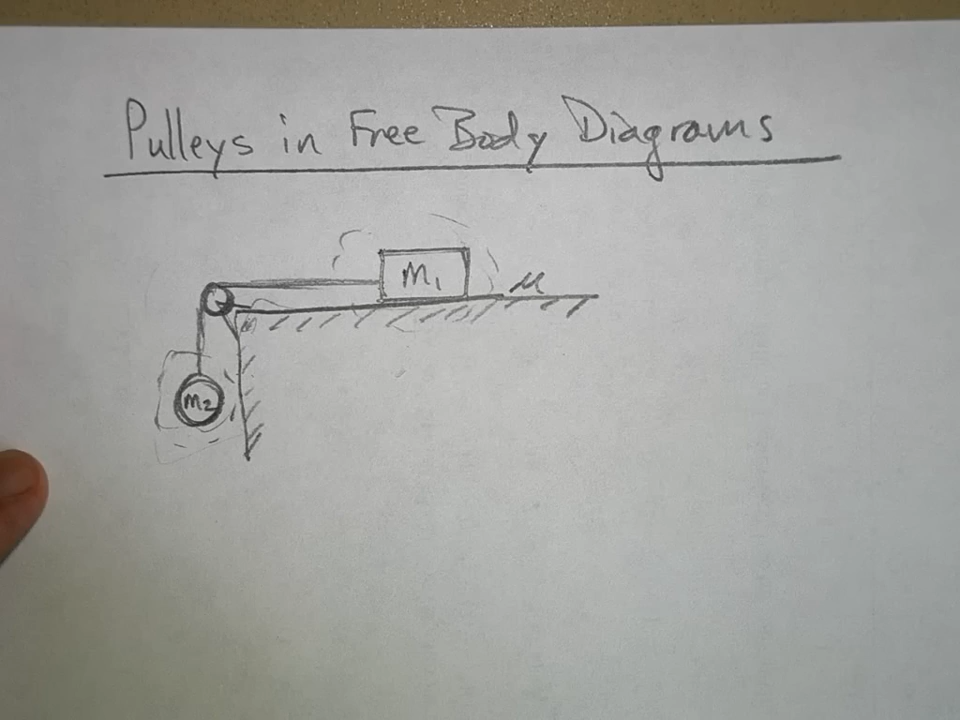 Pulleys in Free Body Diagrams
M₁
μ
m₂